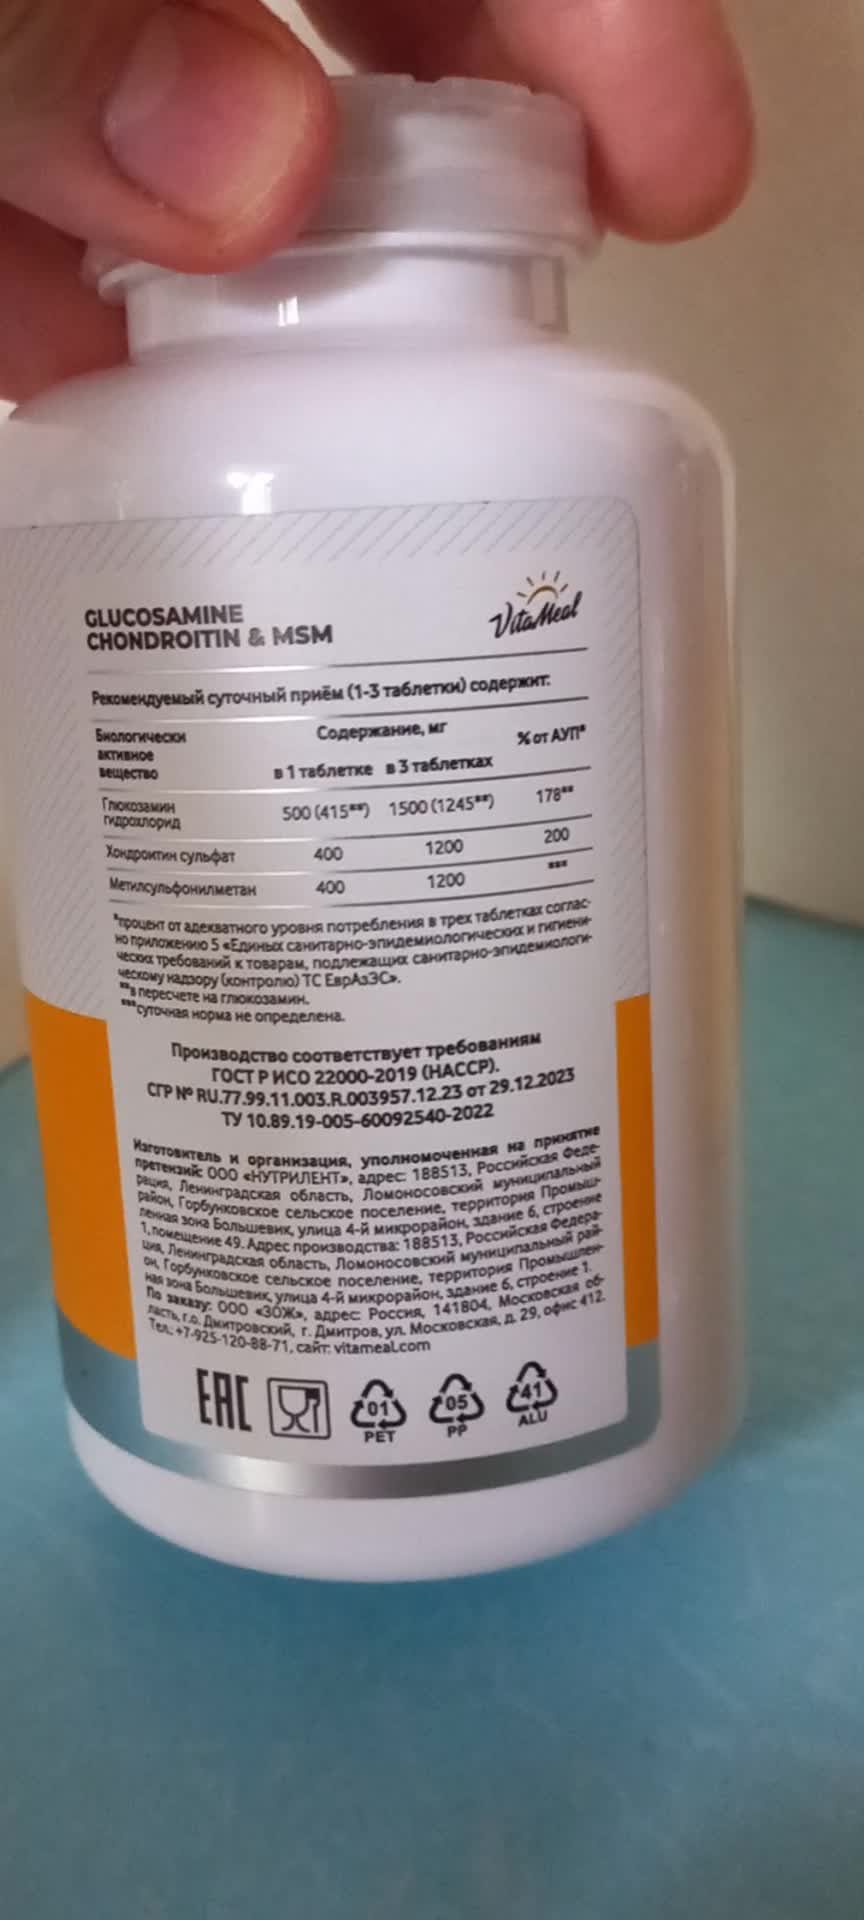 GLUCOSAMINE
CHONDROITIN & MSM
VitaMeal
Рекомендуемый суточный приём (1-3 таблетки) содержит:
Биологически активное вещество
Содержание, мг
% от АУП*
в 1 таблетке в 3 таблетках
Глюкозамин гидрохлорид 500 (415**) 1500 (1245**) 178**
Хондроитин сульфат 400 1200 200
Метилсульфонилметан 400 1200 ***
*процент от адекватного уровня потребления в трех таблетках соглас-
но приложению 5 «Единых санитарно-эпидемиологических и гигиени-
ческих требований к товарам, подлежащих санитарно-эпидемиологи-
ческому надзору (контролю) ТС ЕврАзЭС».
**в пересчете на глюкозамин.
***суточная норма не определена.
Производство соответствует требованиям
ГОСТ Р ИСО 22000-2019 (НАССР).
СГР № RU.77.99.11.003.R.003957.12.23 от 29.12.2023
ТУ 10.89.19-005-60092540-2022
Изготовитель и организация, уполномоченная на принятие
претензий: ООО «НУТРИЛЕНТ», адрес: 188513, Российская Феде-
рация, Ленинградская область, Ломоносовский муниципальный
район, Горбунковское сельское поселение, территория Промыш-
ленная зона Большевик, улица 4-й микрорайон, здание 6, строение
1, помещение 49. Адрес производства: 188513, Российская Федера-
ция, Ленинградская область, Ломоносовский муниципальный рай-
он, Горбунковское сельское поселение, территория Промышлен-
ная зона Большевик, улица 4-й микрорайон, здание 6, строение 1.
По заказу: ООО «ЗОЖ», адрес: Россия, 141804, Московская об-
ласть, г.о. Дмитровский, г. Дмитров, ул. Московская, д. 29, офис 412.
Тел.: +7-925-120-88-71, сайт: vitameal.com
EAC
01 05 41
PET PP ALU